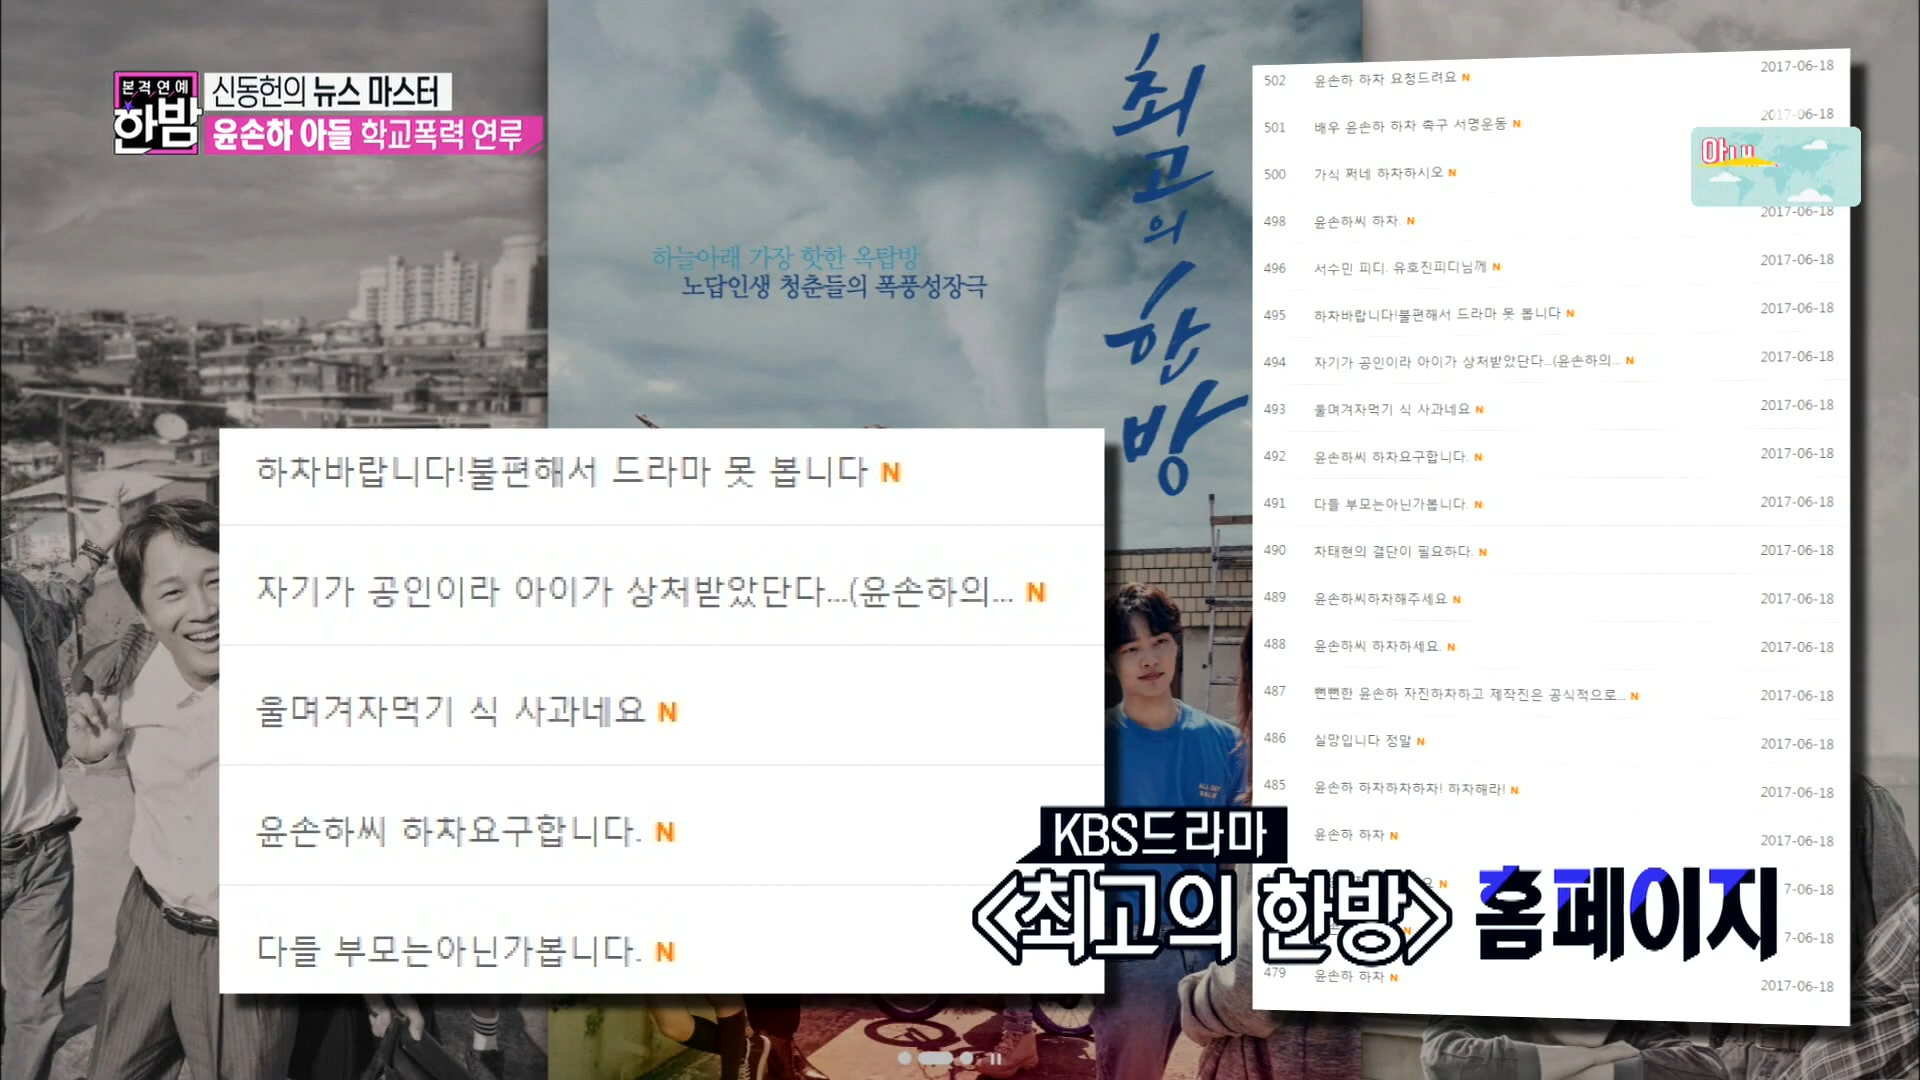 본격연예
한밤
신동헌의 뉴스 마스터
윤손하 아들 학교폭력 연루
하늘아래 가장 핫한 옥탑방
노답인생 청춘들의 폭풍성장극
최고의 한방
하차바랍니다!불편해서 드라마 못 봅니다 N
자기가 공인이라 아이가 상처받았단다...(윤손하의... N
울며겨자먹기 식 사과네요 N
윤손하씨 하차요구합니다. N
다들 부모는아닌가봅니다. N
502 윤손하 하차 요청드려요 N 2017-06-18
501 배우 윤손하 하차 촉구 서명운동 N 2017-06-18
500 가식 쩌네 하차하시오 N
498 윤손하씨 하차. N 2017-06-18
496 서수민 피디. 유호진피디님께 N 2017-06-18
495 하차바랍니다!불편해서 드라마 못 봅니다 N 2017-06-18
494 자기가 공인이라 아이가 상처받았단다...(윤손하의... N 2017-06-18
493 울며겨자먹기 식 사과네요 N 2017-06-18
492 윤손하씨 하차요구합니다. N 2017-06-18
491 다들 부모는아닌가봅니다. N 2017-06-18
490 차태현의 결단이 필요하다. N 2017-06-18
489 윤손하씨하차해주세요 N 2017-06-18
488 윤손하씨 하차하세요. N 2017-06-18
487 뻔뻔한 윤손하 자진하차하고 제작진은 공식적으로... N 2017-06-18
486 실망입니다 정말 N 2017-06-18
485 윤손하 하차하차하차! 하차해라! N 2017-06-18
윤손하 하차 N 2017-06-18
479 윤손하 하차 N 2017-06-18
KBS드라마
<최고의 한방> 홈페이지